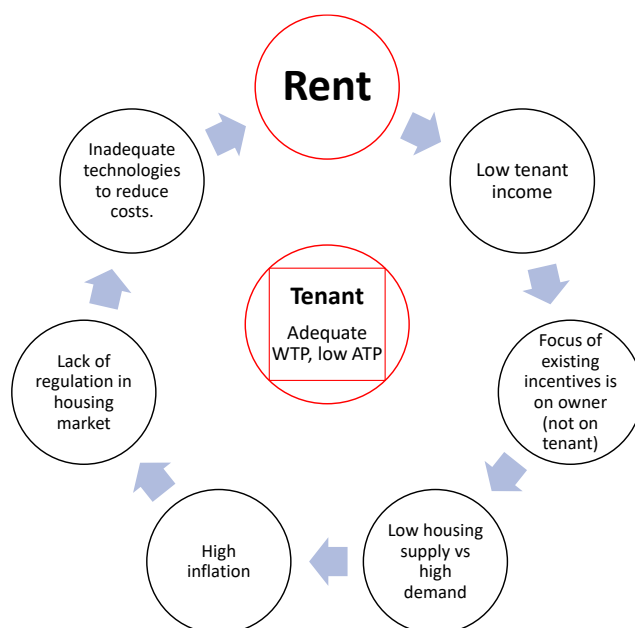 Rent
Low tenant
income
Focus of
existing
incentives is
on owner
(not on
tenant)
Low housing
supply vs
high
demand
High
inflation
Lack of
regulation in
housing
market
Inadequate
technologies
to reduce
costs.
Tenant
Adequate
WTP, low ATP